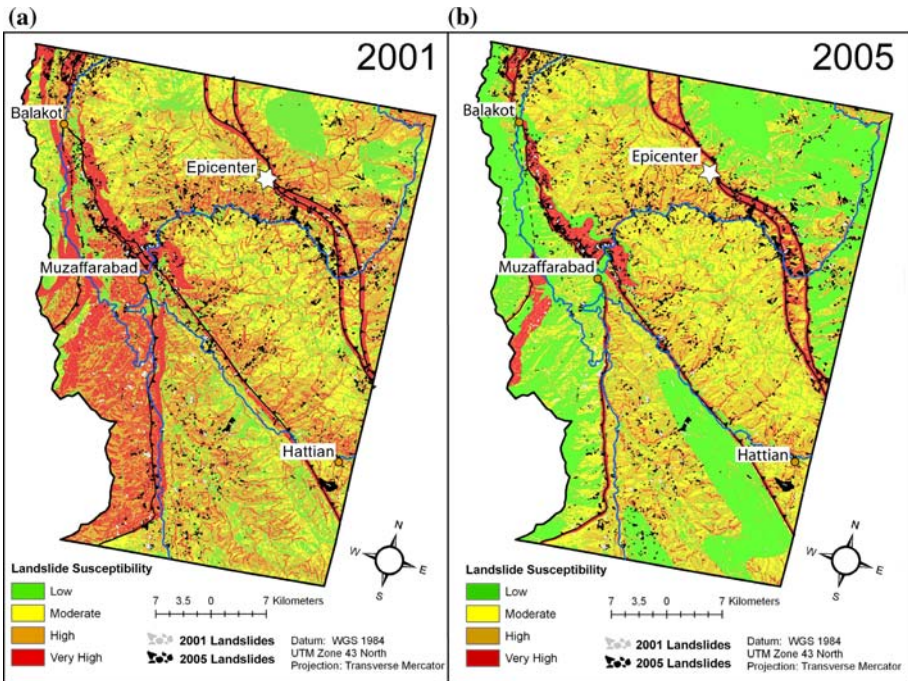 (a)
2001
Balakot
Epicenter
Muzaffarabad
Hattian
N
W
E
S
Landslide Susceptibility
Low
Moderate
High
Very High
7 3.5 0 7 Kilometers
2001 Landslides
2005 Landslides
Datum: WGS 1984
UTM Zone 43 North
Projection: Transverse Mercator
(b)
2005
Balakot
Epicenter
Muzaffarabad
Hattian
N
W
E
S
Landslide Susceptibility
Low
Moderate
High
Very High
7 3.5 0 7 Kilometers
2001 Landslides
2005 Landslides
Datum: WGS 1984
UTM Zone 43 North
Projection: Transverse Mercator